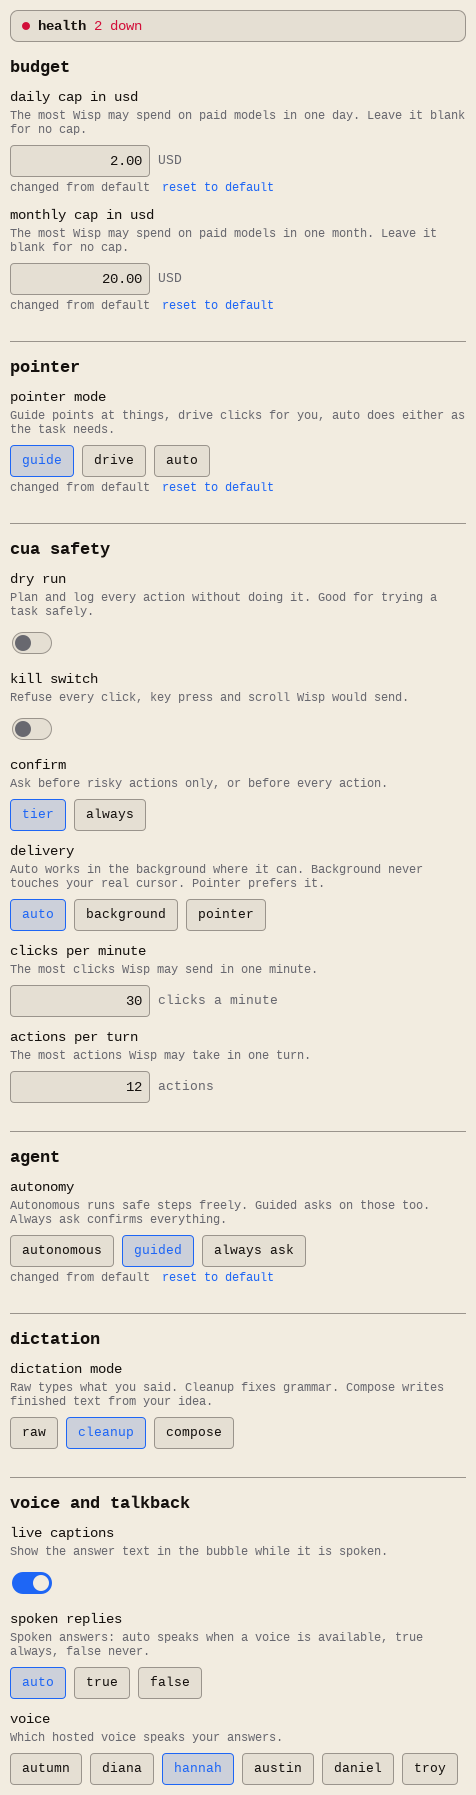 health 2 down
budget
daily cap in usd
The most Wisp may spend on paid models in one day. Leave it blank
for no cap.
2.00 USD
changed from default reset to default
monthly cap in usd
The most Wisp may spend on paid models in one month. Leave it
blank for no cap.
20.00 USD
changed from default reset to default
pointer
pointer mode
Guide points at things, drive clicks for you, auto does either as
the task needs.
guide drive auto
changed from default reset to default
cua safety
dry run
Plan and log every action without doing it. Good for trying a
task safely.
kill switch
Refuse every click, key press and scroll Wisp would send.
confirm
Ask before risky actions only, or before every action.
tier always
delivery
Auto works in the background where it can. Background never
touches your real cursor. Pointer prefers it.
auto background pointer
clicks per minute
The most clicks Wisp may send in one minute.
30 clicks a minute
actions per turn
The most actions Wisp may take in one turn.
12 actions
agent
autonomy
Autonomous runs safe steps freely. Guided asks on those too.
Always ask confirms everything.
autonomous guided always ask
changed from default reset to default
dictation
dictation mode
Raw types what you said. Cleanup fixes grammar. Compose writes
finished text from your idea.
raw cleanup compose
voice and talkback
live captions
Show the answer text in the bubble while it is spoken.
spoken replies
Spoken answers: auto speaks when a voice is available, true
always, false never.
auto true false
voice
Which hosted voice speaks your answers.
autumn diana hannah austin daniel troy